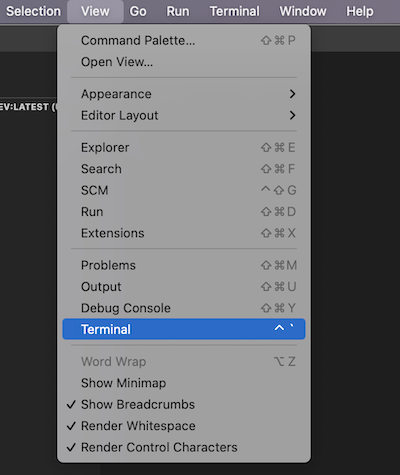 Selection View Go Run Terminal Window Help
Command Palette... ⇧⌘P
Open View...
Appearance >
EV:LATEST (
Editor Layout >
Explorer ⇧⌘E
Search ⇧⌘F
SCM ⌃⇧G
Run ⇧⌘D
Extensions ⇧⌘X
Problems ⇧⌘M
Output ⇧⌘U
Debug Console ⇧⌘Y
Terminal ⌃`
Word Wrap ⌥Z
Show Minimap
✓ Show Breadcrumbs
✓ Render Whitespace
✓ Render Control Characters